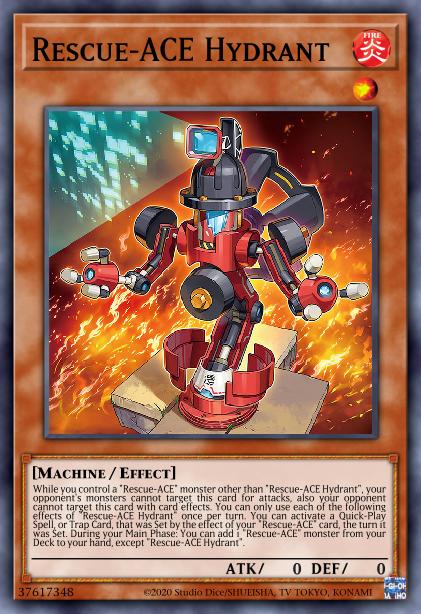 RESCUE-ACE HYDRANT
FIRE
炎
[MACHINE / EFFECT]
While you control a "Rescue-ACE" monster other than "Rescue-ACE Hydrant", your
opponent's monsters cannot target this card for attacks, also your opponent
cannot target this card with card effects. You can only use each of the following
effects of "Rescue-ACE Hydrant" once per turn. You can activate a Quick-Play
Spell, or Trap Card, that was Set by the effect of your "Rescue-ACE" card, the turn it
was Set. During your Main Phase: You can add 1 "Rescue-ACE" monster from your
Deck to your hand, except "Rescue-ACE Hydrant".
ATK/ 0 DEF/ 0
37617348 ©2020 Studio Dice/SHUEISHA, TV TOKYO, KONAMI